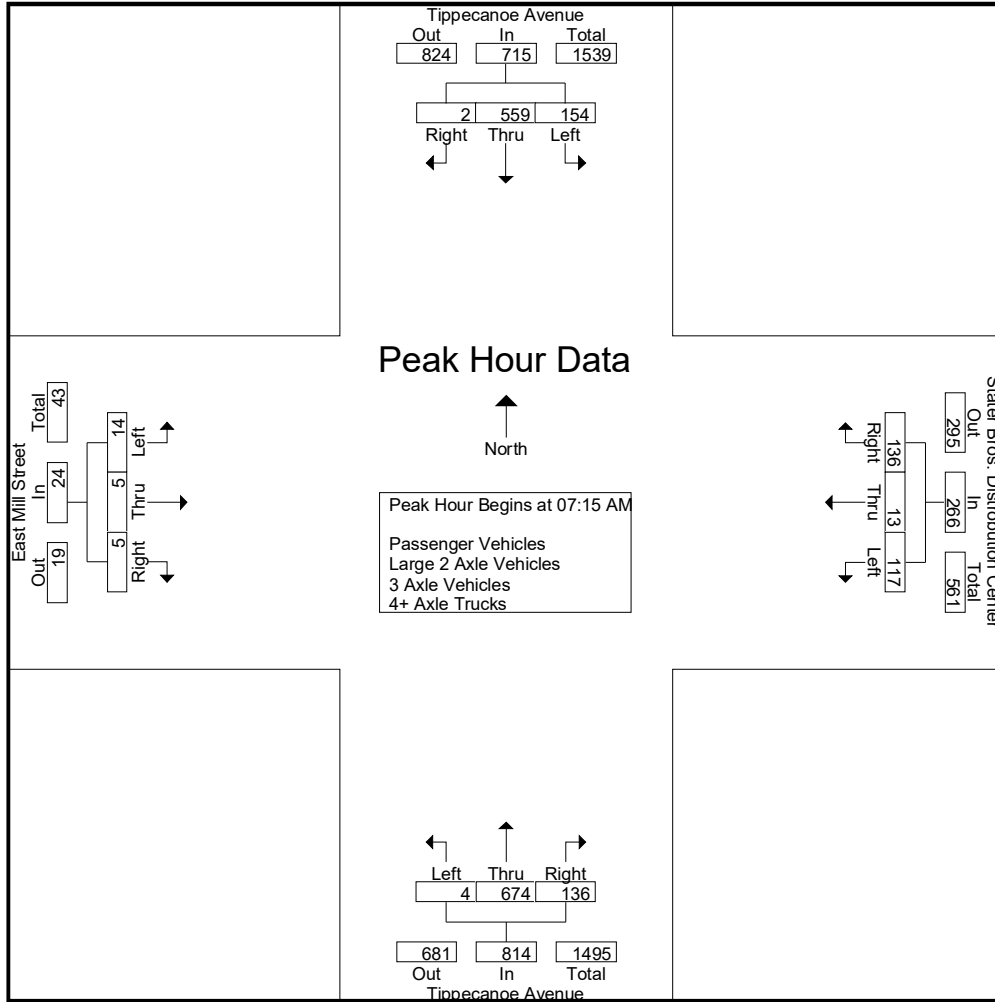 Tippecanoe Avenue
Out In Total
824 715 1539
2 559 154
Right Thru Left
Peak Hour Data
North
Peak Hour Begins at 07:15 AM
Passenger Vehicles
Large 2 Axle Vehicles
3 Axle Vehicles
4+ Axle Trucks
East Mill Street
Out In Total
19 24 43
Left Thru Right
14 5 5
Stater Bros. Distribution Center
Out In Total
295 266 561
Right Thru Left
136 13 117
Left Thru Right
4 674 136
681 814 1495
Out In Total
Tippecanoe Avenue